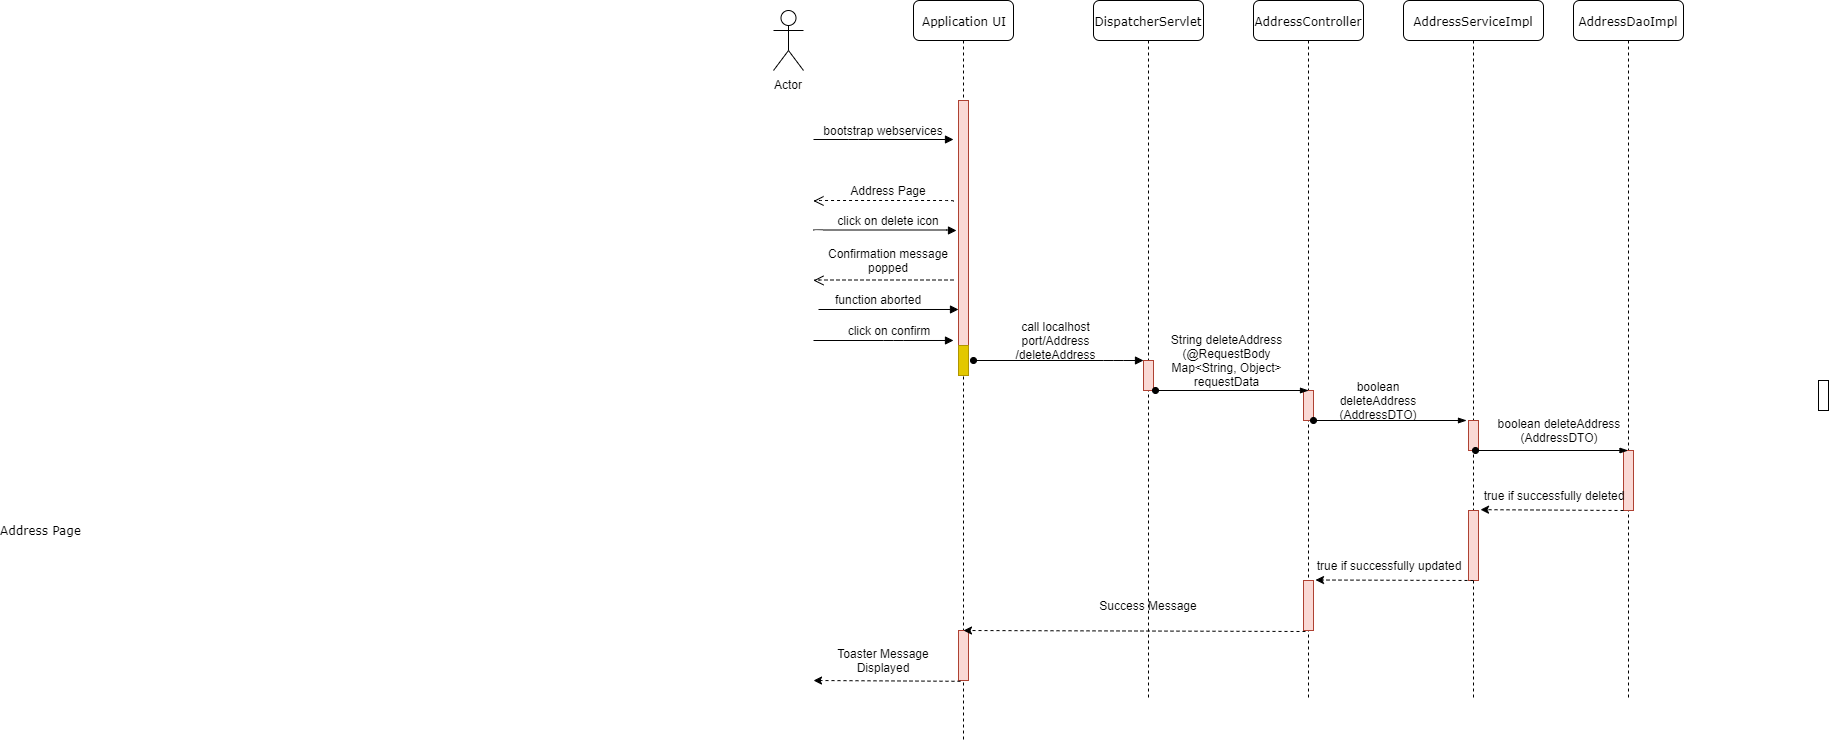 Application UI
DispatcherServlet
AddressController
AddressServiceImpl
AddressDaoImpl
Actor
bootstrap webservices
Address Page
click on delete icon
Confirmation message
popped
function aborted
click on confirm
call localhost
port/Address
/deleteAddress
String deleteAddress
(@RequestBody
Map<String, Object>
requestData
boolean
deleteAddress
(AddressDTO)
boolean deleteAddress
(AddressDTO)
true if successfully deleted
Address Page
true if successfully updated
Success Message
Toaster Message
Displayed